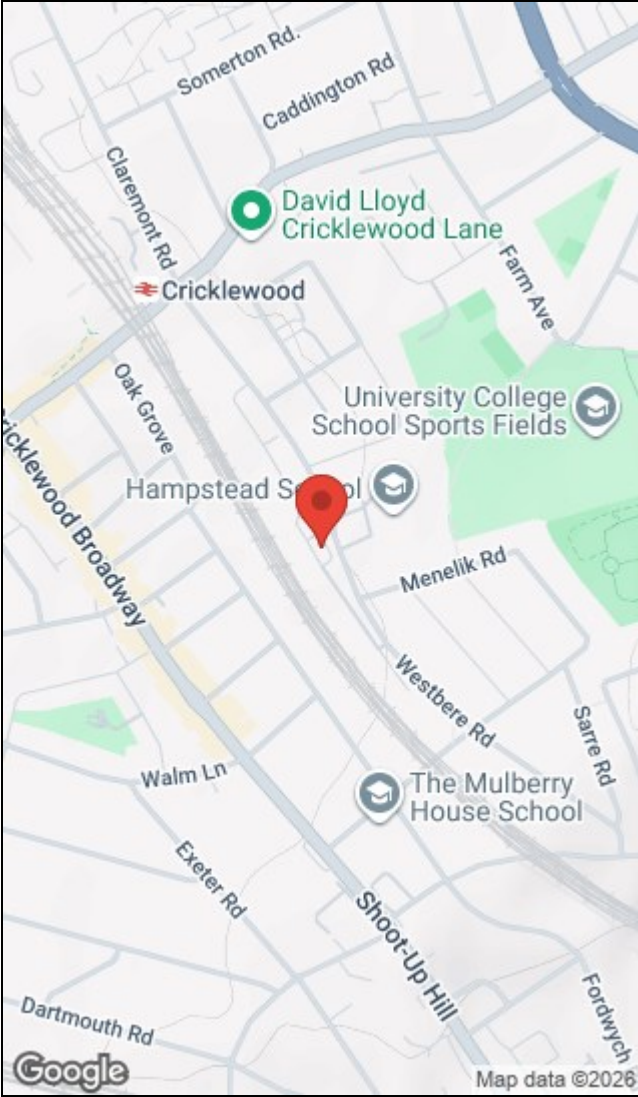 Somerton Rd.
Caddington Rd
Claremont Rd
David Lloyd
Cricklewood Lane
Farm Ave
Cricklewood
Oak Grove
University College
School Sports Fields
Cricklewood Broadway
Hampstead School
Menelik Rd
Westbere Rd
Sarre Rd
Walm Ln
The Mulberry
House School
Exeter Rd
Shoot-Up Hill
Fordwych
Dartmouth Rd
Google
Map data ©2026